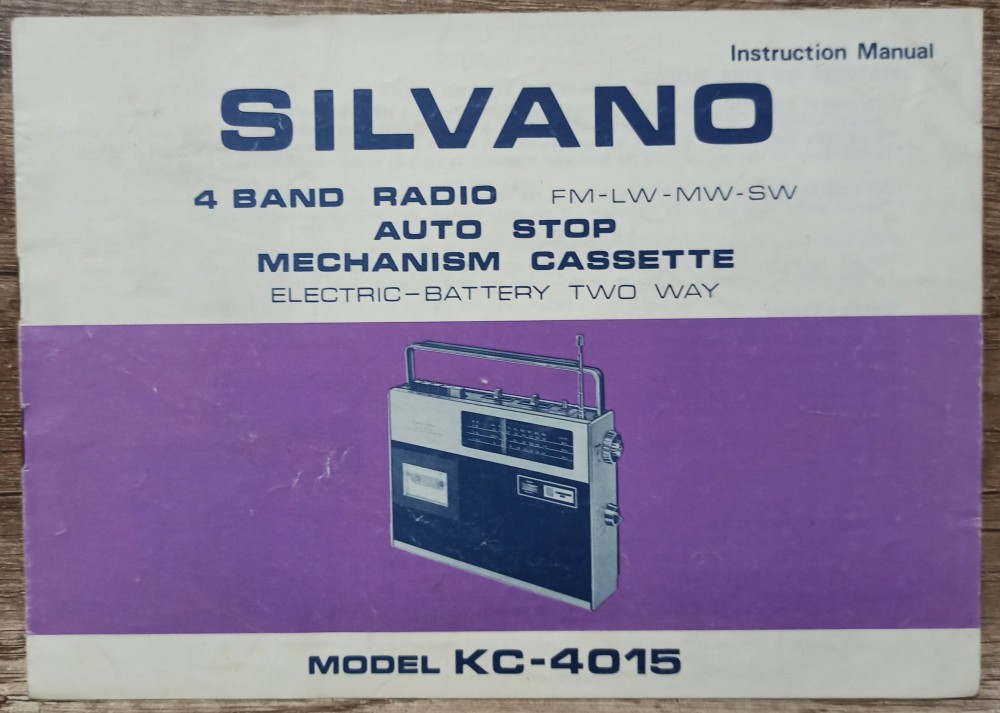 Instruction Manual
SILVANO
4 BAND RADIO FM-LW-MW-SW
AUTO STOP
MECHANISM CASSETTE
ELECTRIC-BATTERY TWO WAY
MODEL KC-4015